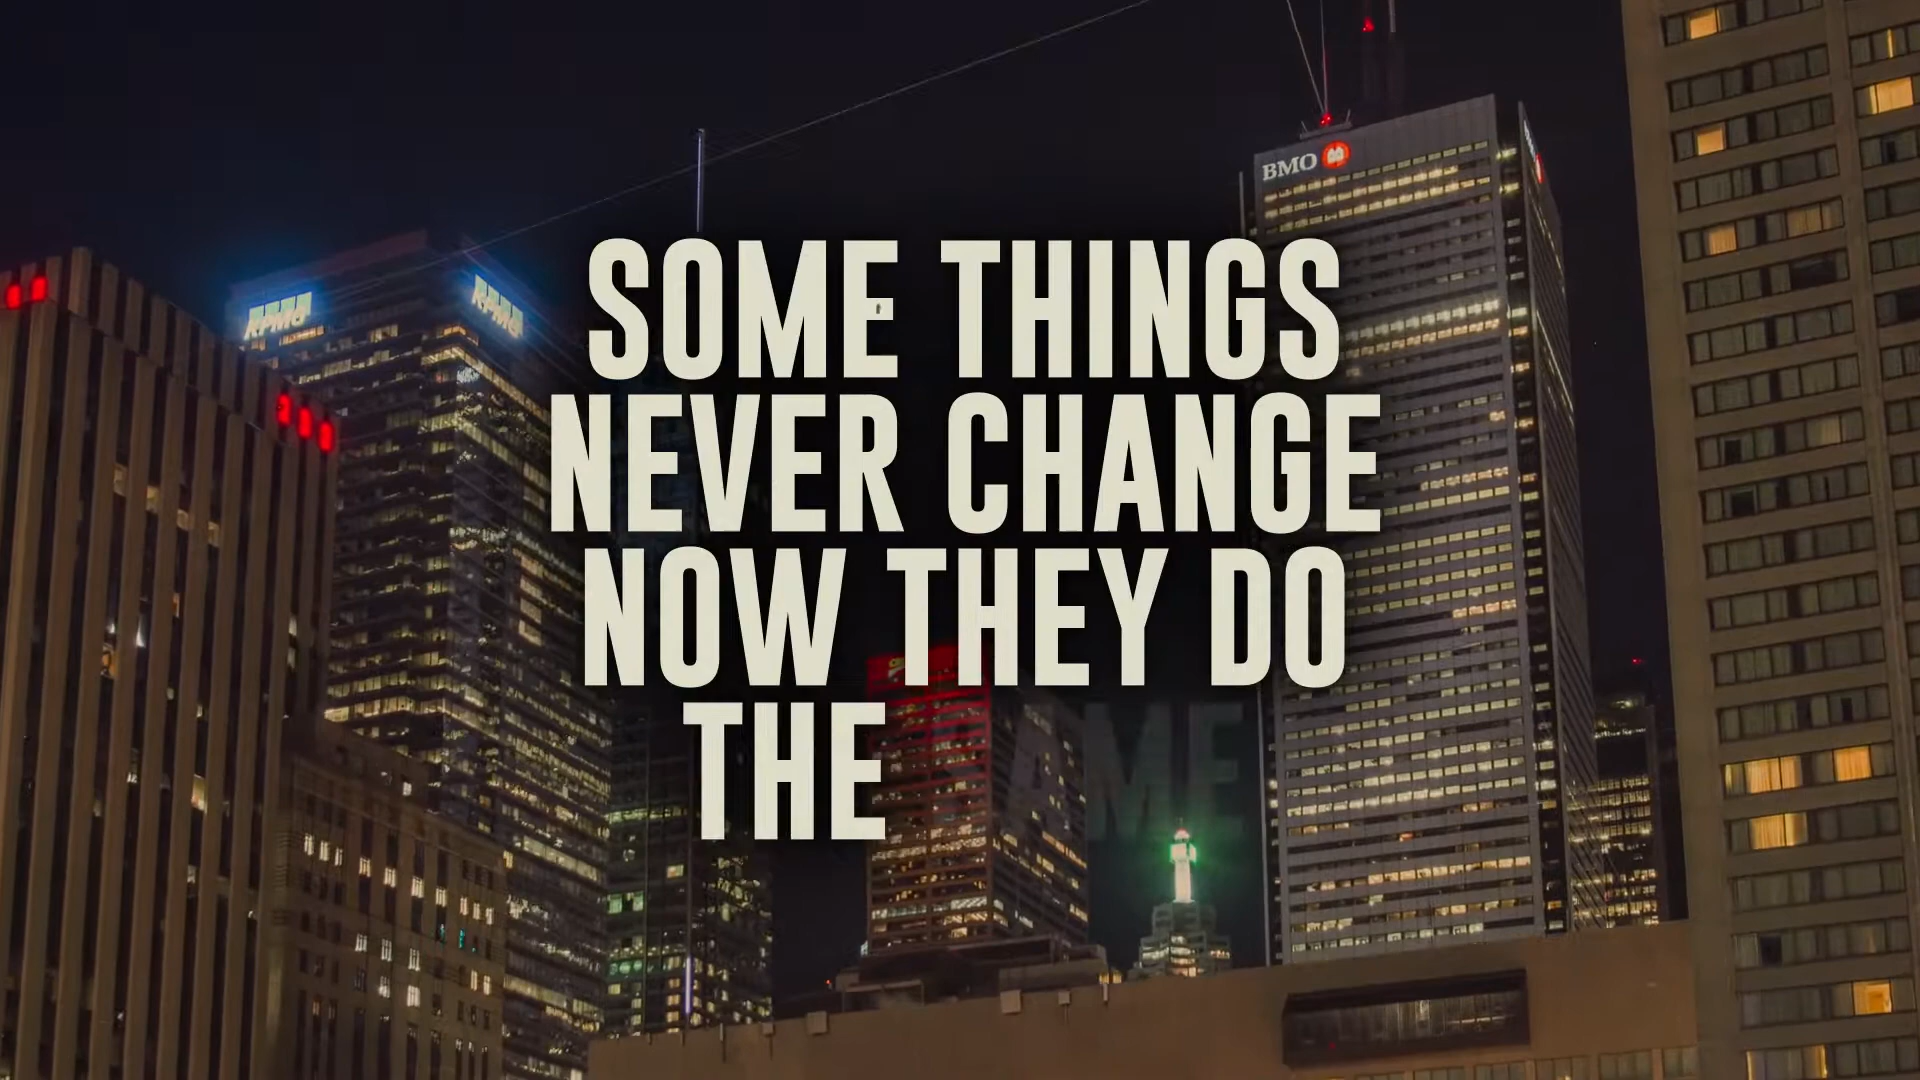 KPMG
KPMG
BMO
SOME THINGS
NEVER CHANGE
NOW THEY DO
THE